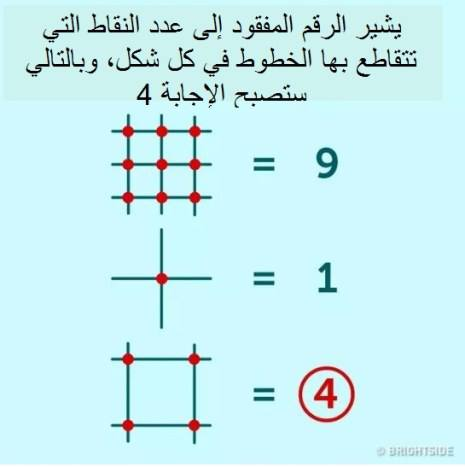 يشير الرقم المفقود إلى عدد النقاط التي
تتقاطع بها الخطوط في كل شكل، وبالتالي
ستصبح الإجابة 4
= 9
= 1
= 4
© BRIGHTSIDE